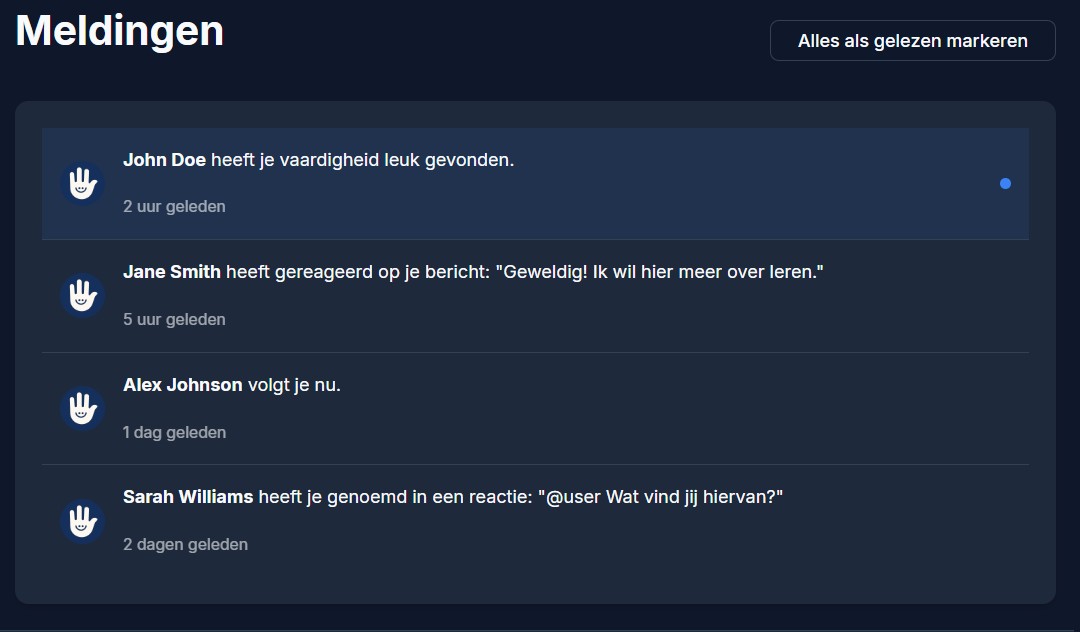 Meldingen
Alles als gelezen markeren
John Doe heeft je vaardigheid leuk gevonden.
2 uur geleden
Jane Smith heeft gereageerd op je bericht: "Geweldig! Ik wil hier meer over leren."
5 uur geleden
Alex Johnson volgt je nu.
1 dag geleden
Sarah Williams heeft je genoemd in een reactie: "@user Wat vind jij hiervan?"
2 dagen geleden